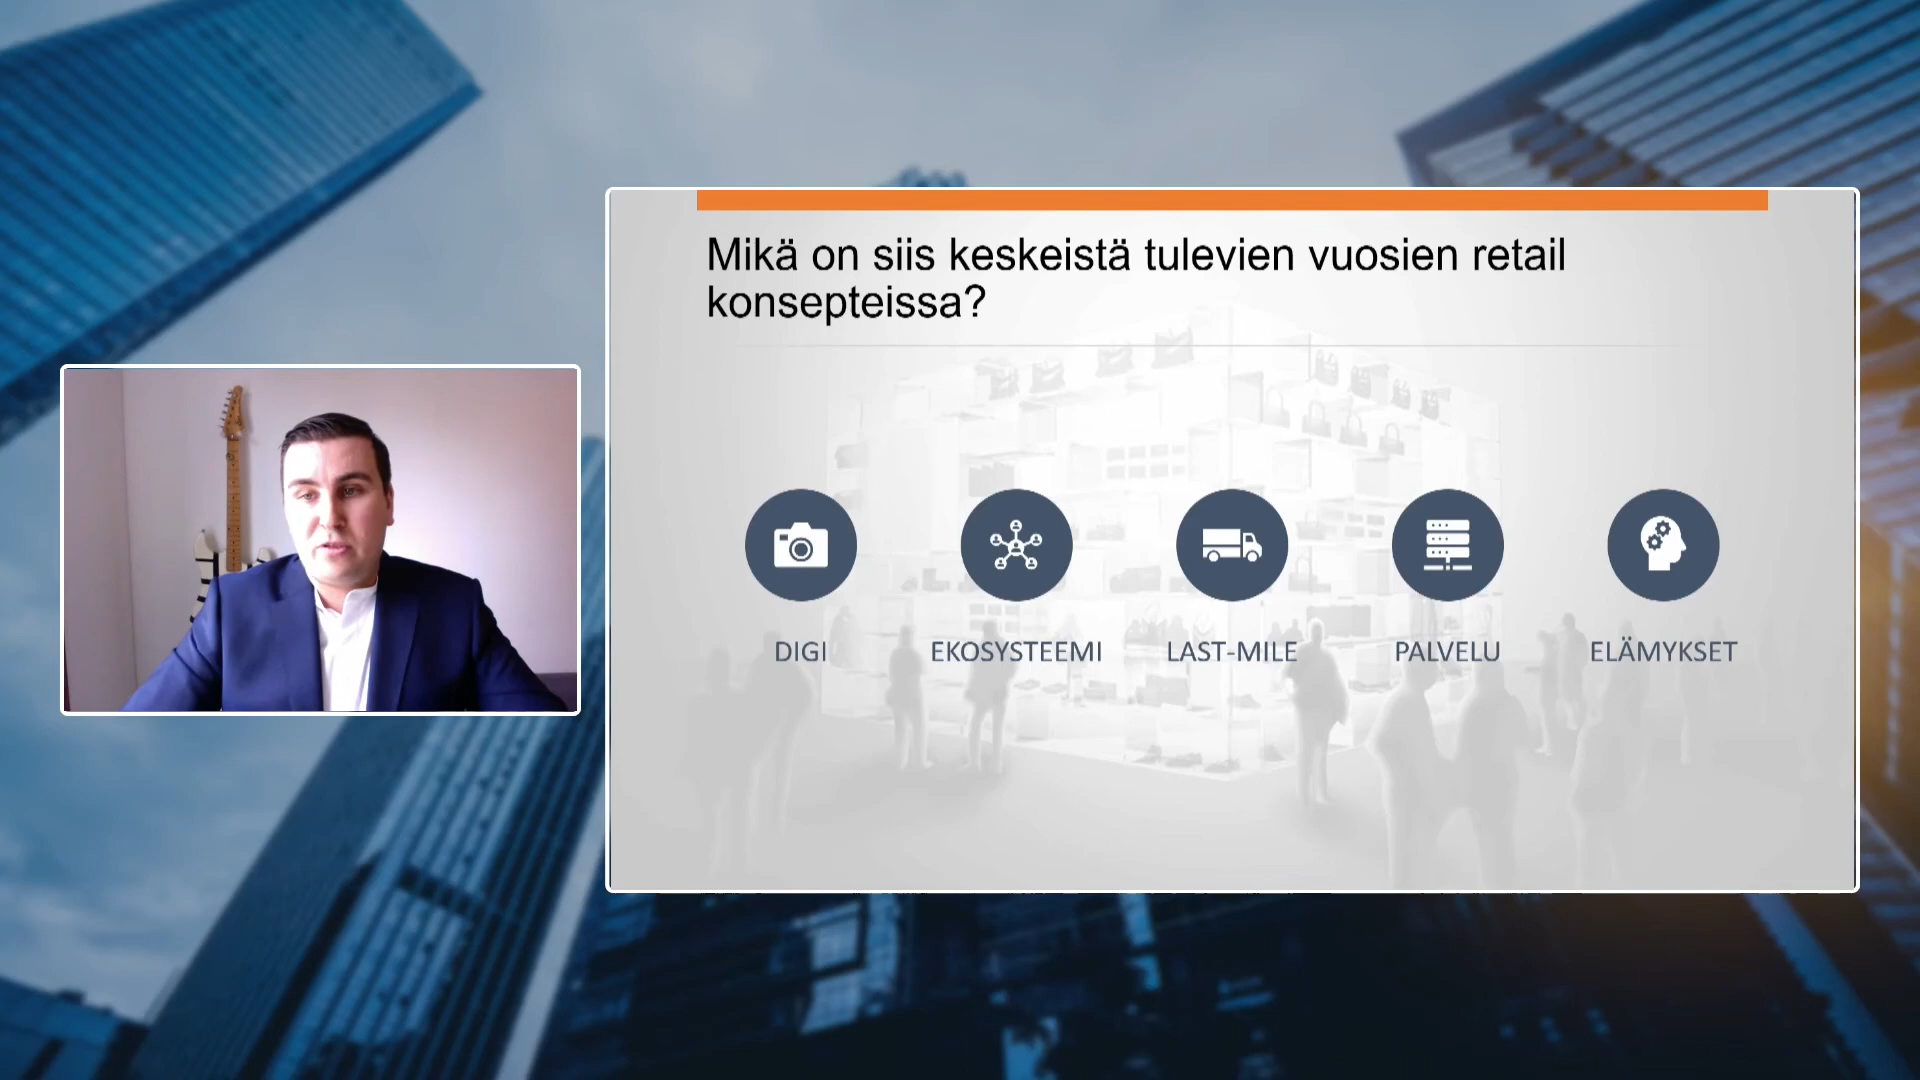 Mikä on siis keskeistä tulevien vuosien retail
konsepteissa?
DIGI
EKOSYSTEEMI
LAST-MILE
PALVELU
ELÄMYKSET